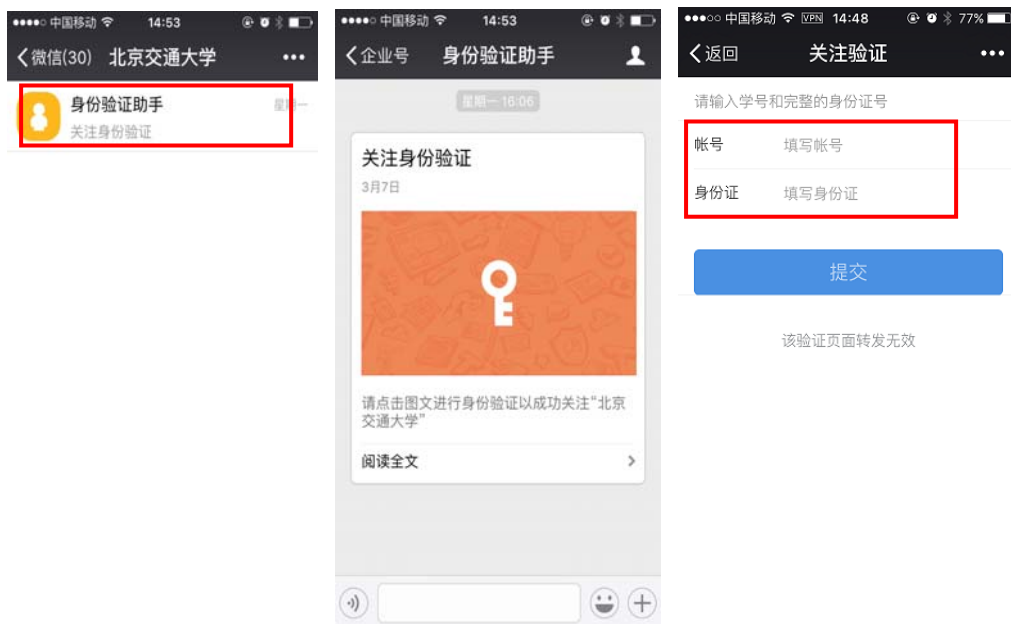 中国移动 14:53
微信(30) 北京交通大学
身份验证助手 星期一
关注身份验证
中国移动 14:53
企业号 身份验证助手
星期一 16:06
关注身份验证
3月7日
请点击图文进行身份验证以成功关注“北京
交通大学”
阅读全文
中国移动 VPN 14:48 77%
返回 关注验证
请输入学号和完整的身份证号
帐号 填写帐号
身份证 填写身份证
提交
该验证页面转发无效